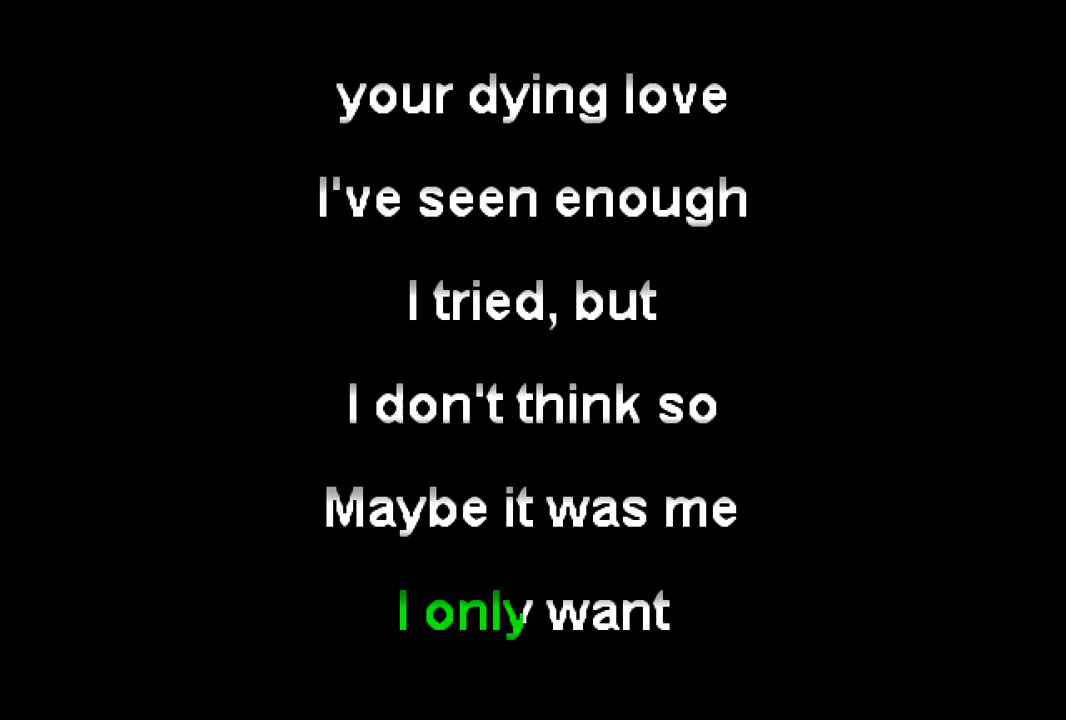 your dying love
I've seen enough
I tried, but
I don't think so
Maybe it was me
I only want